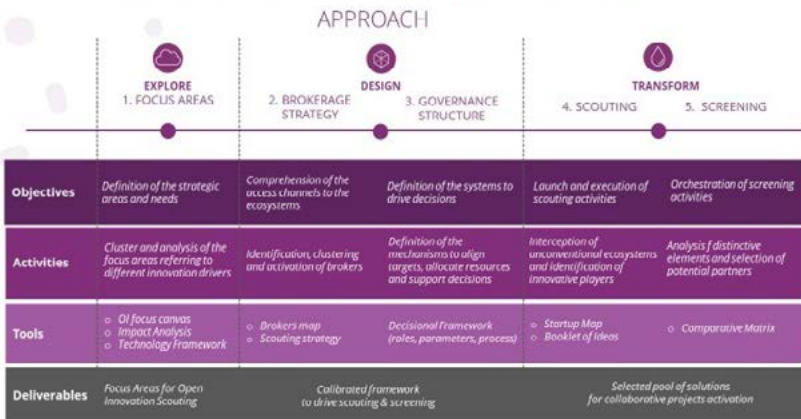 APPROACH
EXPLORE
1. FOCUS AREAS
DESIGN
2. BROKERAGE
STRATEGY
3. GOVERNANCE
STRUCTURE
TRANSFORM
4. SCOUTING
5. SCREENING
Objectives
Definition of the strategic
areas and needs
Comprehension of the
access channels to the
ecosystems
Definition of the systems to
drive decisions
Launch and execution of
scouting activities
Orchestration of screening
activities
Activities
Cluster and analysis of the
focus areas referring to
different innovation drivers
Identification, clustering
and activation of brokers
Definition of the
mechanisms to align
targets, allocate resources
and support decisions
Interception of
unconventional ecosystems
and identification of
innovative players
Analysis f distinctive
elements and selection of
potential partners
Tools
o OI focus canvas
o Impact Analysis
o Technology Framework
o Brokers map
o Scouting strategy
Decisional Framework
(roles, parameters, process)
o Startup Map
o Booklet of Ideas
o Comparative Matrix
Deliverables
Focus Areas for Open
Innovation Scouting
Calibrated framework
to drive scouting & screening
Selected pool of solutions
for collaborative projects activation